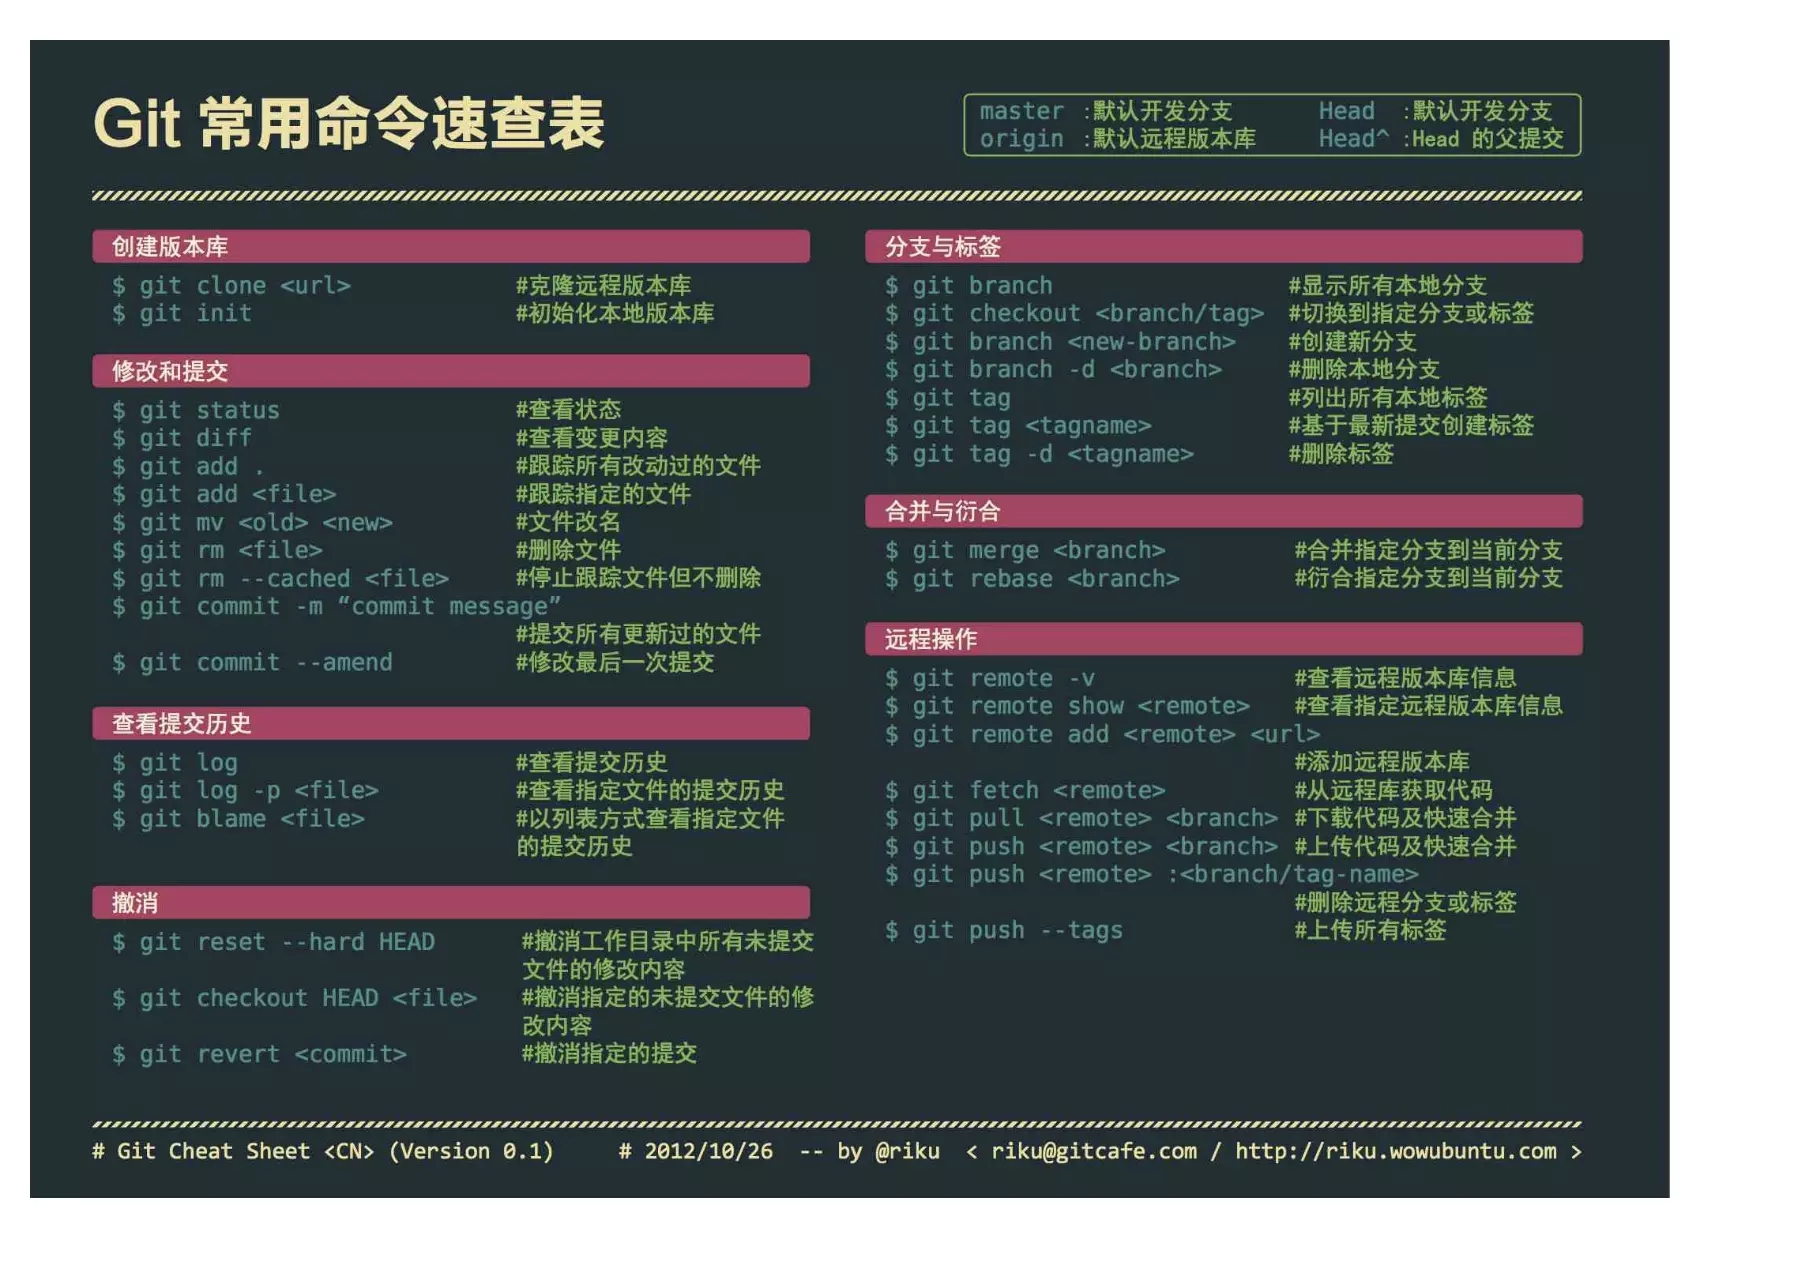 Git 常用命令速查表
master :默认开发分支 Head :默认开发分支
origin :默认远程版本库 Head^ :Head 的父提交
创建版本库
$ git clone <url> #克隆远程版本库
$ git init #初始化本地版本库
修改和提交
$ git status #查看状态
$ git diff #查看变更内容
$ git add . #跟踪所有改动过的文件
$ git add <file> #跟踪指定的文件
$ git mv <old> <new> #文件改名
$ git rm <file> #删除文件
$ git rm --cached <file> #停止跟踪文件但不删除
$ git commit -m “commit message”
#提交所有更新过的文件
$ git commit --amend #修改最后一次提交
查看提交历史
$ git log #查看提交历史
$ git log -p <file> #查看指定文件的提交历史
$ git blame <file> #以列表方式查看指定文件
的提交历史
撤消
$ git reset --hard HEAD #撤消工作目录中所有未提交
文件的修改内容
$ git checkout HEAD <file> #撤消指定的未提交文件的修
改内容
$ git revert <commit> #撤消指定的提交
分支与标签
$ git branch #显示所有本地分支
$ git checkout <branch/tag> #切换到指定分支或标签
$ git branch <new-branch> #创建新分支
$ git branch -d <branch> #删除本地分支
$ git tag #列出所有本地标签
$ git tag <tagname> #基于最新提交创建标签
$ git tag -d <tagname> #删除标签
合并与衍合
$ git merge <branch> #合并指定分支到当前分支
$ git rebase <branch> #衍合指定分支到当前分支
远程操作
$ git remote -v #查看远程版本库信息
$ git remote show <remote> #查看指定远程版本库信息
$ git remote add <remote> <url>
#添加远程版本库
$ git fetch <remote> #从远程库获取代码
$ git pull <remote> <branch> #下载代码及快速合并
$ git push <remote> <branch> #上传代码及快速合并
$ git push <remote> :<branch/tag-name>
#删除远程分支或标签
$ git push --tags #上传所有标签
# Git Cheat Sheet <CN> (Version 0.1) # 2012/10/26 -- by @riku < riku@gitcafe.com / http://riku.wowubuntu.com >